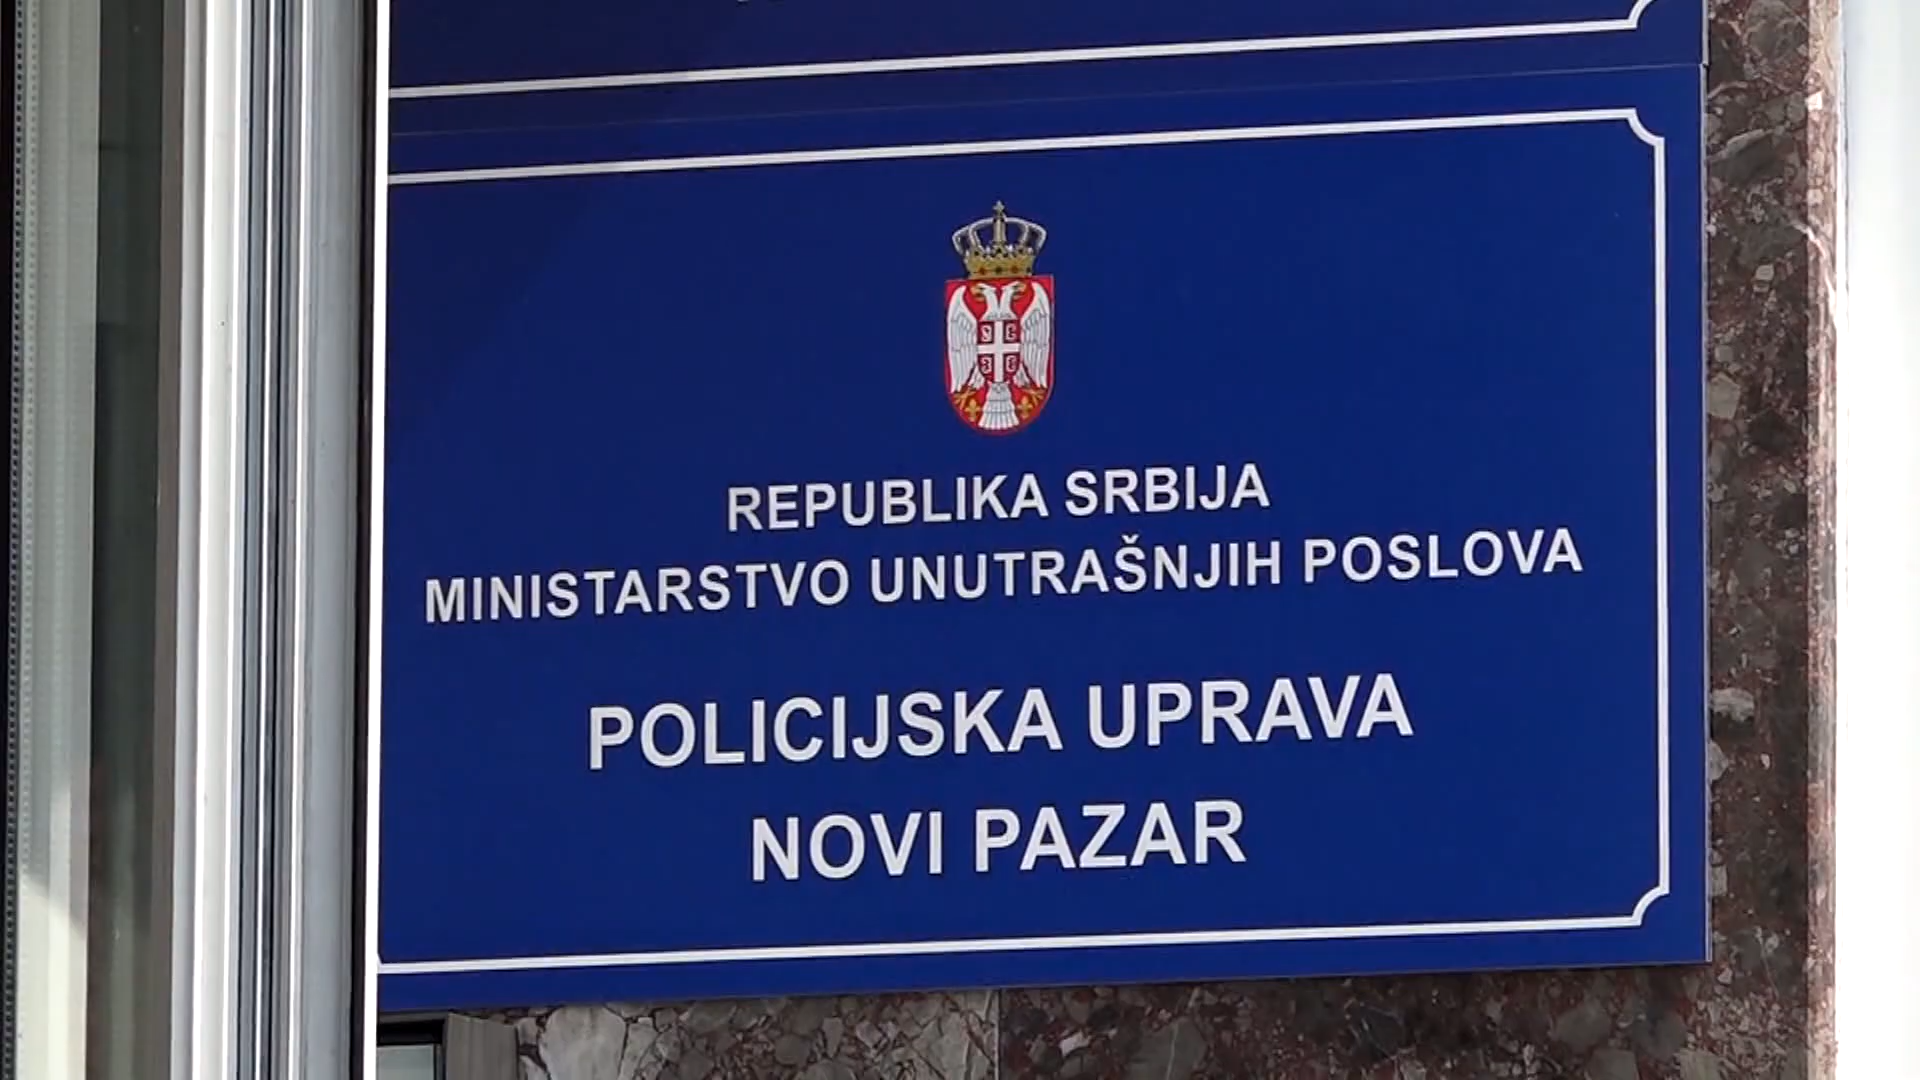 REPUBLIKA SRBIJA
MINISTARSTVO UNUTRAŠNJIH POSLOVA
POLICIJSKA UPRAVA
NOVI PAZAR